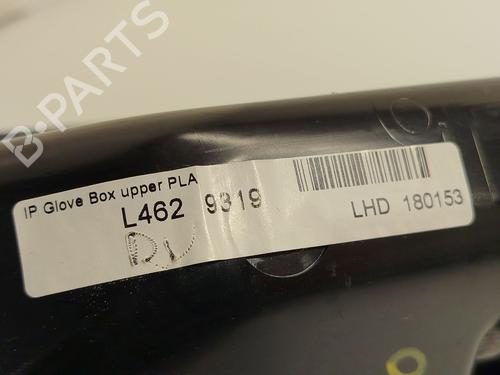 B-PARTS
IP Glove Box upper PLA
L462 9319
LHD 180153